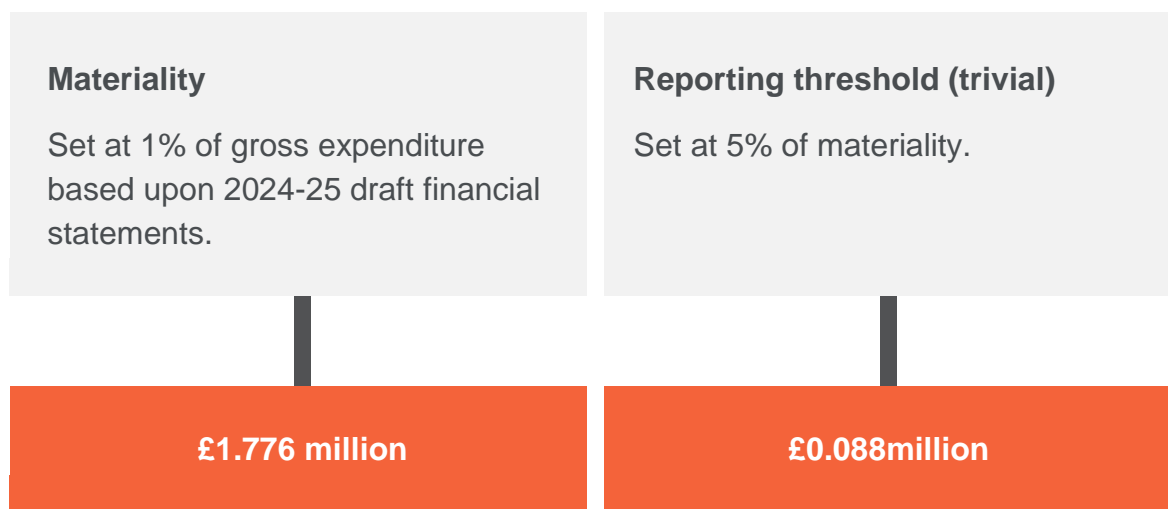 Materiality
Set at 1% of gross expenditure
based upon 2024-25 draft financial
statements.
£1.776 million
Reporting threshold (trivial)
Set at 5% of materiality.
£0.088million